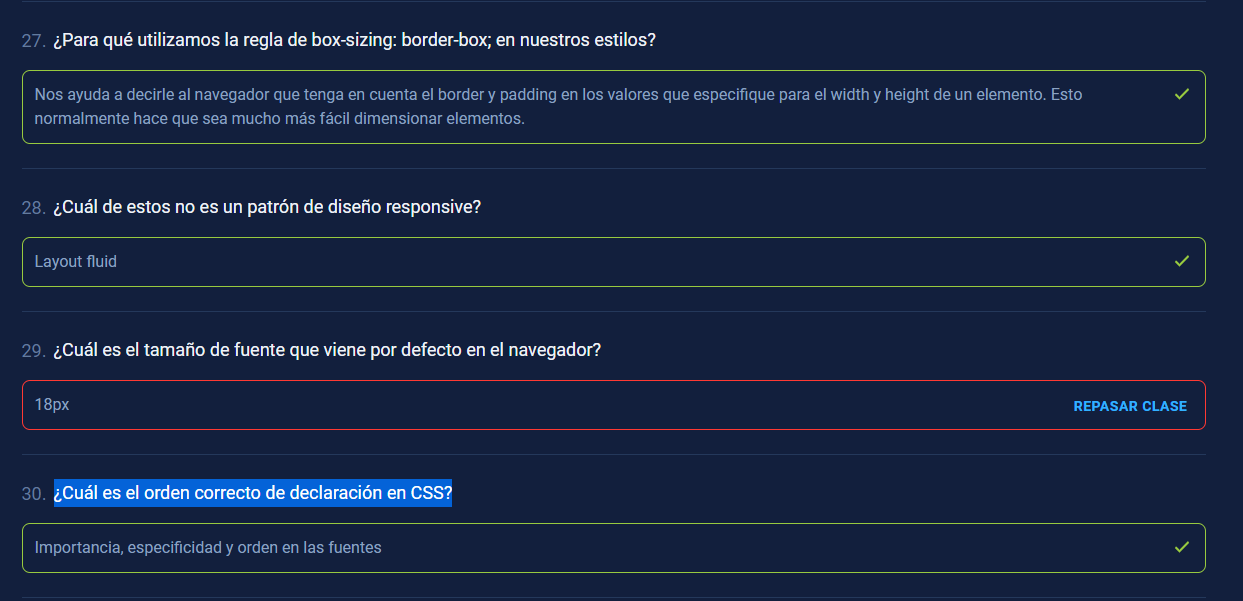 27. ¿Para qué utilizamos la regla de box-sizing: border-box; en nuestros estilos?
Nos ayuda a decirle al navegador que tenga en cuenta el border y padding en los valores que especifique para el width y height de un elemento. Esto
normalmente hace que sea mucho más fácil dimensionar elementos.
28. ¿Cuál de estos no es un patrón de diseño responsive?
Layout fluid
29. ¿Cuál es el tamaño de fuente que viene por defecto en el navegador?
18px REPASAR CLASE
30. ¿Cuál es el orden correcto de declaración en CSS?
Importancia, especificidad y orden en las fuentes